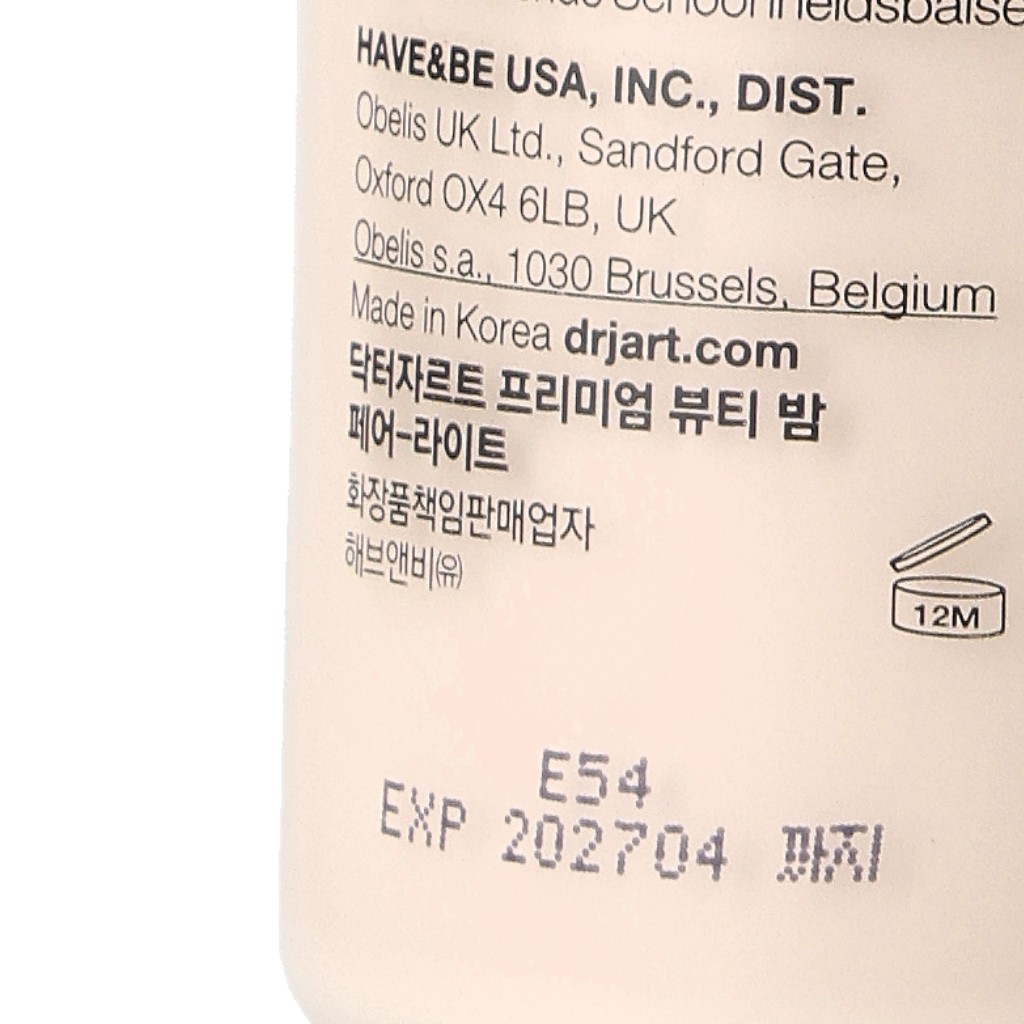 HAVE&BE USA, INC., DIST.
Obelis UK Ltd., Sandford Gate,
Oxford OX4 6LB, UK
Obelis s.a., 1030 Brussels, Belgium
Made in Korea drjart.com
닥터자르트 프리미엄 뷰티 밤
페어-라이트
화장품책임판매업자
해브앤비(유)
12M
E54
EXP 202704 까지